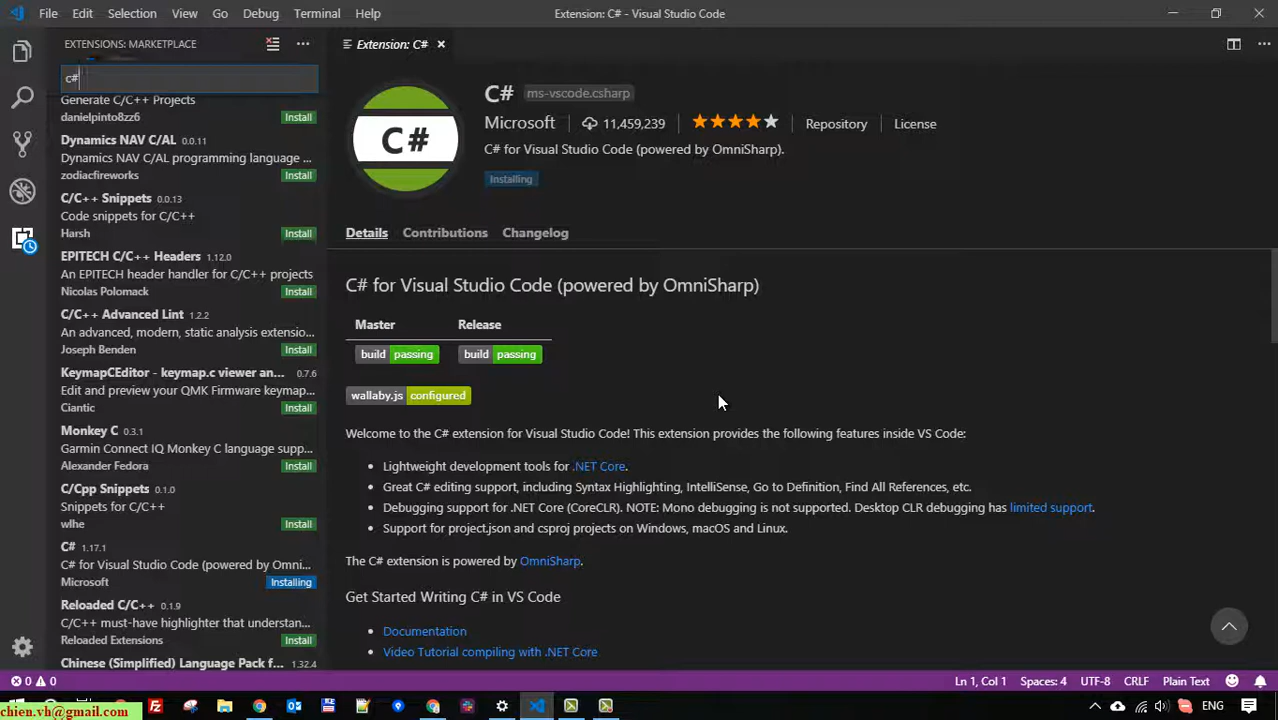 File Edit Selection View Go Debug Terminal Help Extension: C# - Visual Studio Code
EXTENSIONS: MARKETPLACE
c#
Generate C/C++ Projects
danielpinto8zz6 Install
Dynamics NAV C/AL 0.0.11
Dynamics NAV C/AL programming language ...
zodiacfireworks Install
C/C++ Snippets 0.0.13
Code snippets for C/C++
Harsh Install
EPITECH C/C++ Headers 1.12.0
An EPITECH header handler for C/C++ projects
Nicolas Polomack Install
C/C++ Advanced Lint 1.2.2
An advanced, modern, static analysis extensio...
Joseph Benden Install
KeymapCEditor - keymap.c viewer an... 0.7.6
Edit and preview your QMK Firmware keymap...
Ciantic Install
Monkey C 0.3.1
Garmin Connect IQ Monkey C language supp...
Alexander Fedora Install
C/Cpp Snippets 0.1.0
Snippets for C/C++
wlhe Install
C# 1.17.1
C# for Visual Studio Code (powered by Omni...
Microsoft Installing
Reloaded C/C++ 0.1.9
C/C++ must-have highlighter that understan...
Reloaded Extensions Install
Chinese (Simplified) Language Pack f... 1.32.4
Extension: C#
C#
C# ms-vscode.csharp
Microsoft 11,459,239 Repository License
C# for Visual Studio Code (powered by OmniSharp).
Installing
Details Contributions Changelog
C# for Visual Studio Code (powered by OmniSharp)
Master Release
build passing build passing
wallaby.js configured
Welcome to the C# extension for Visual Studio Code! This extension provides the following features inside VS Code:
Lightweight development tools for .NET Core.
Great C# editing support, including Syntax Highlighting, IntelliSense, Go to Definition, Find All References, etc.
Debugging support for .NET Core (CoreCLR). NOTE: Mono debugging is not supported. Desktop CLR debugging has limited support.
Support for project.json and csproj projects on Windows, macOS and Linux.
The C# extension is powered by OmniSharp.
Get Started Writing C# in VS Code
Documentation
Video Tutorial compiling with .NET Core
0 0 Ln 1, Col 1 Spaces: 4 UTF-8 CRLF Plain Text
chien.vh@gmail.com ENG